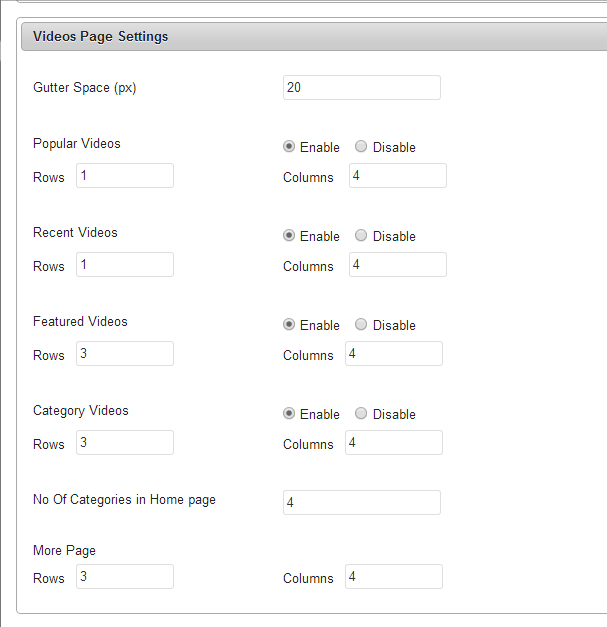 Videos Page Settings
Gutter Space (px) 20
Popular Videos Enable Disable
Rows 1 Columns 4
Recent Videos Enable Disable
Rows 1 Columns 4
Featured Videos Enable Disable
Rows 3 Columns 4
Category Videos Enable Disable
Rows 3 Columns 4
No Of Categories in Home page 4
More Page
Rows 3 Columns 4